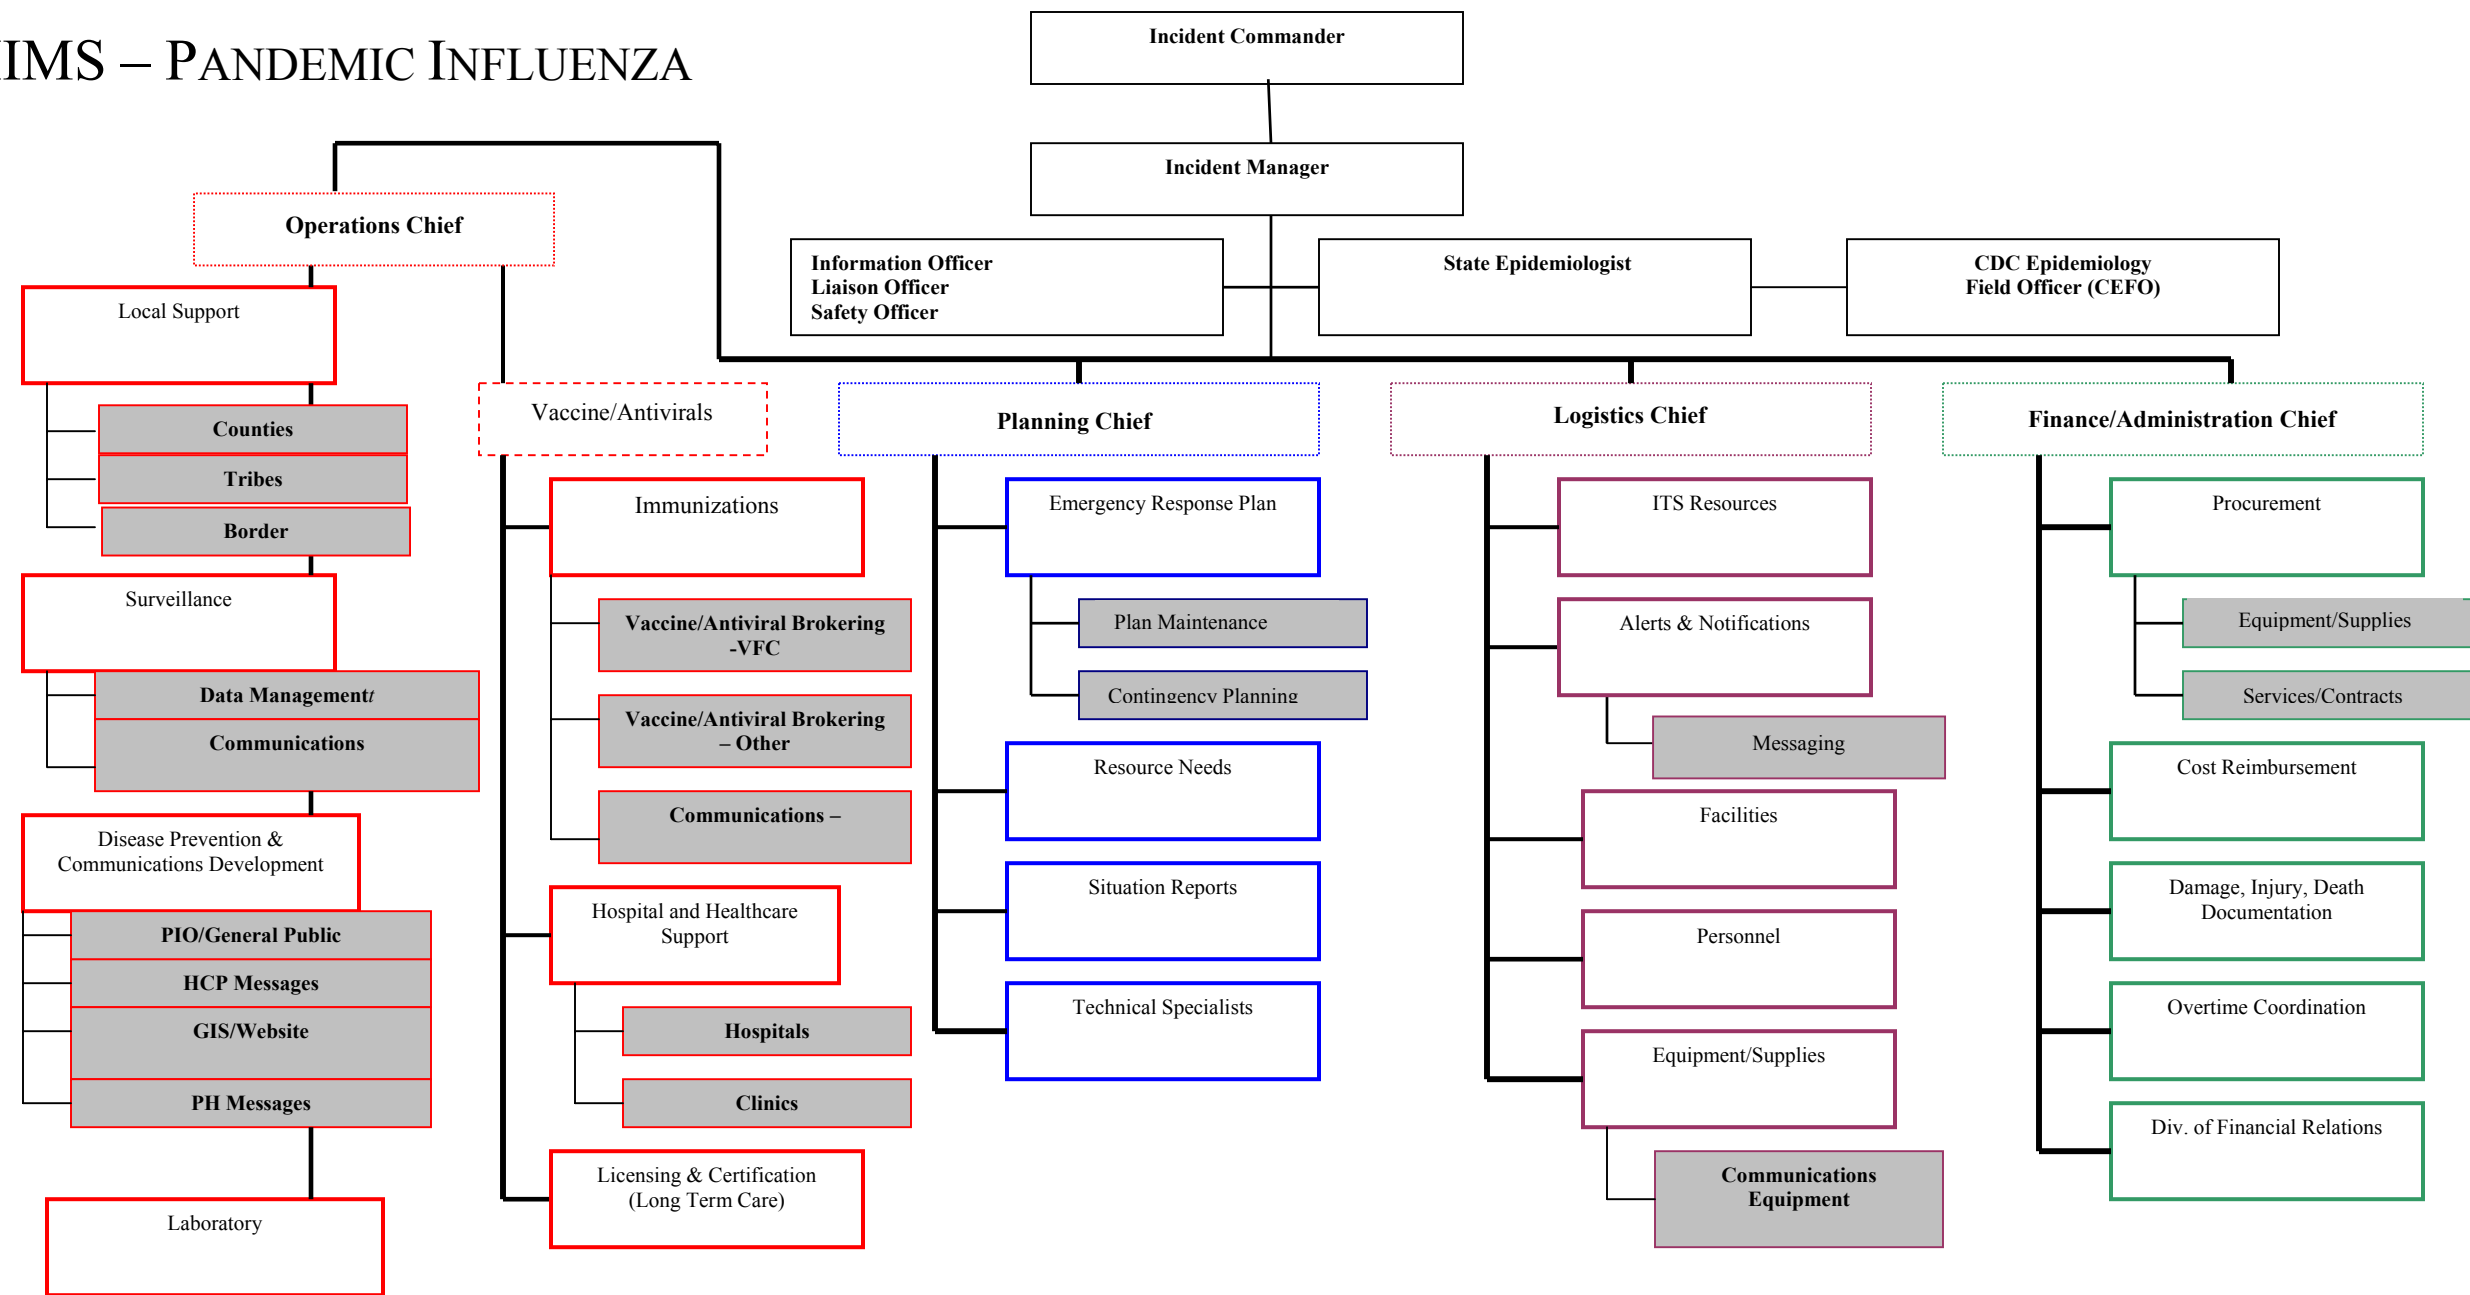 IIMS – PANDEMIC INFLUENZA
Incident Commander
Incident Manager
Operations Chief
Information Officer
Liaison Officer
Safety Officer
State Epidemiologist
CDC Epidemiology
Field Officer (CEFO)
Local Support
Counties
Tribes
Border
Surveillance
Data Managementt
Communications
Disease Prevention &
Communications Development
PIO/General Public
HCP Messages
GIS/Website
PH Messages
Laboratory
Vaccine/Antivirals
Immunizations
Vaccine/Antiviral Brokering
-VFC
Vaccine/Antiviral Brokering
– Other
Communications –
Hospital and Healthcare
Support
Hospitals
Clinics
Licensing & Certification
(Long Term Care)
Planning Chief
Emergency Response Plan
Plan Maintenance
Contingency Planning
Resource Needs
Situation Reports
Technical Specialists
Logistics Chief
ITS Resources
Alerts & Notifications
Messaging
Facilities
Personnel
Equipment/Supplies
Communications
Equipment
Finance/Administration Chief
Procurement
Equipment/Supplies
Services/Contracts
Cost Reimbursement
Damage, Injury, Death
Documentation
Overtime Coordination
Div. of Financial Relations